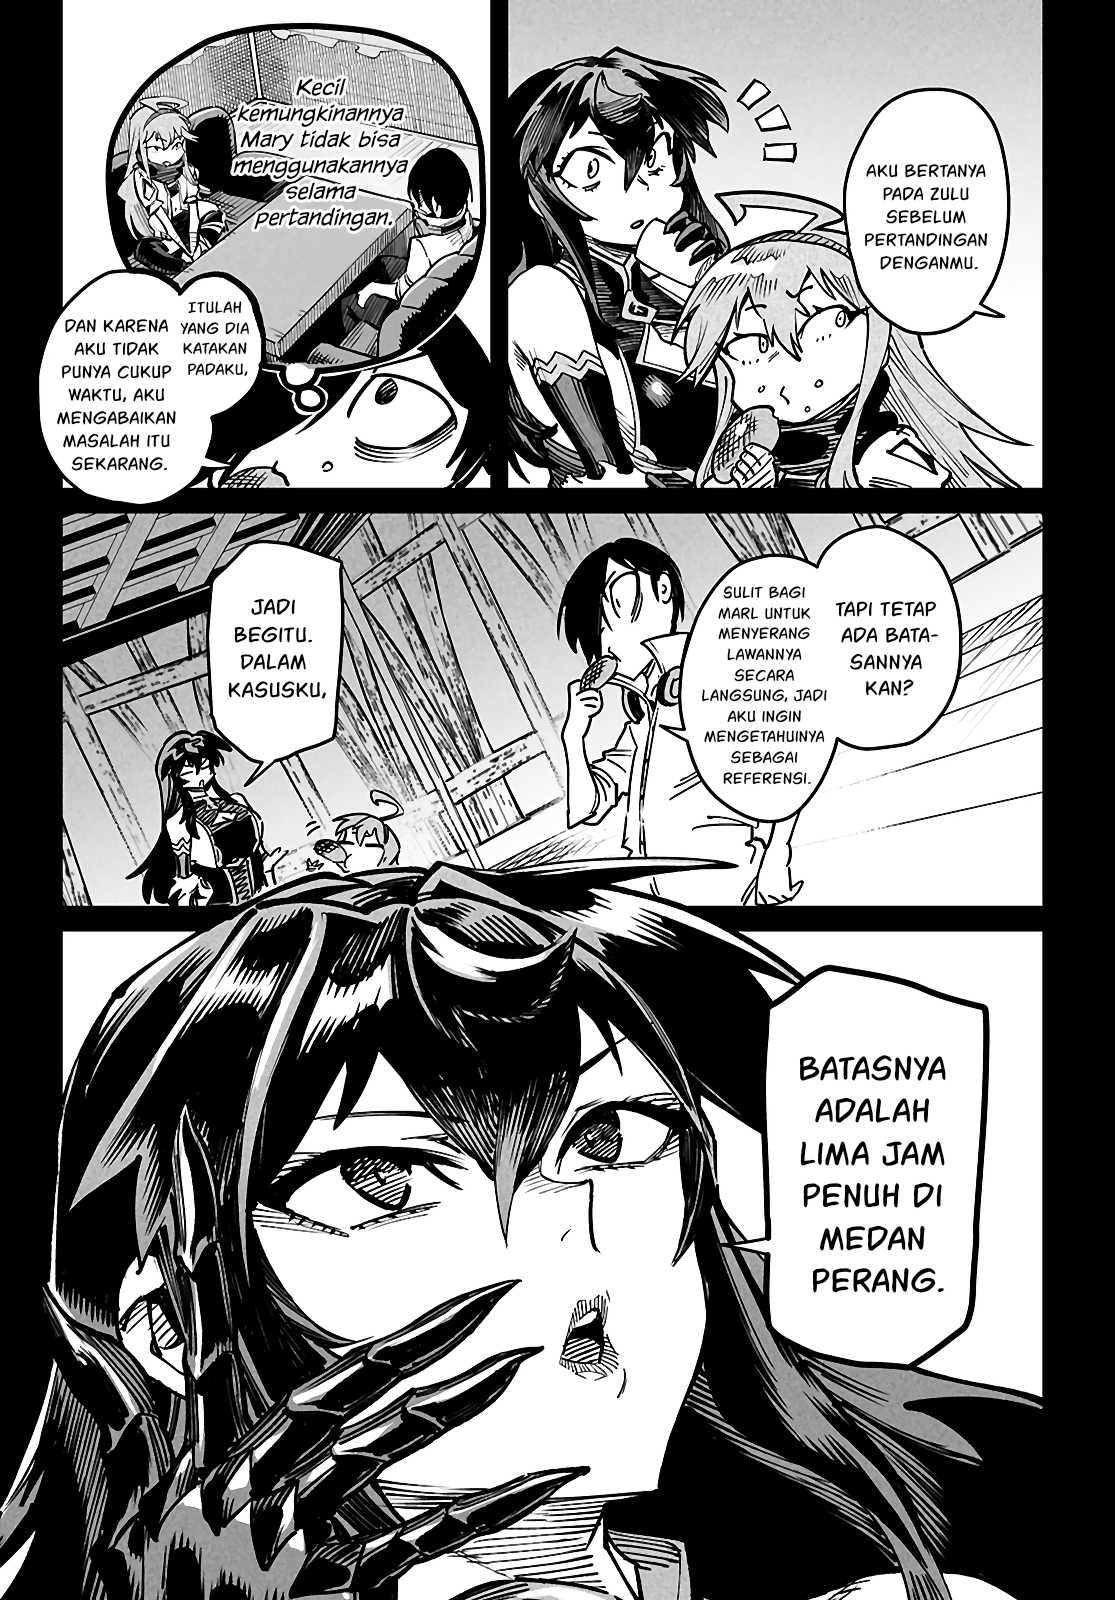 AKU BERTANYA
PADA ZULU
SEBELUM
PERTANDINGAN
DENGANMU.
Kecil
kemungkinannya
Mary tidak bisa
menggunakannya
selama
pertandingan.
ITULAH
YANG DIA
KATAKAN
PADAKU,
DAN KARENA
AKU TIDAK
PUNYA CUKUP
WAKTU, AKU
MENGABAIKAN
MASALAH ITU
SEKARANG.
TAPI TETAP
ADA BATA-
SANNYA
KAN?
SULIT BAGI
MARL UNTUK
MENYERANG
LAWANNYA
SECARA
LANGSUNG, JADI
AKU INGIN
MENGETAHUINYA
SEBAGAI
REFERENSI.
JADI
BEGITU.
DALAM
KASUSKU,
BATASNYA
ADALAH
LIMA JAM
PENUH DI
MEDAN
PERANG.